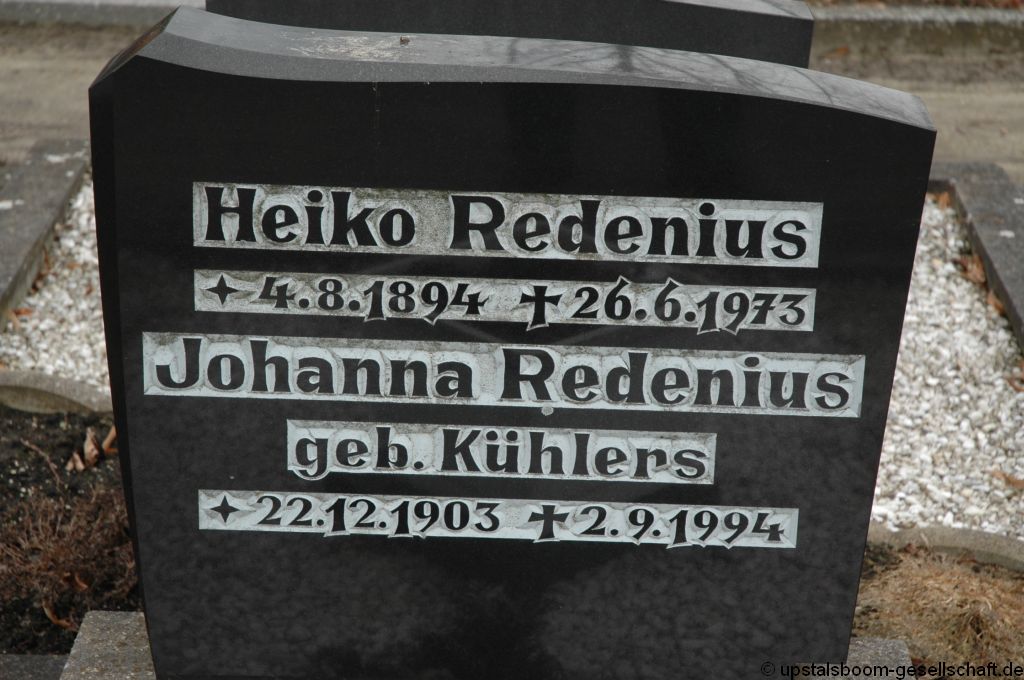 Heiko Redenius
✦ 4.8.1894 ✝ 26.6.1973
Johanna Redenius
geb. Kühlers
✦ 22.12.1903 ✝ 2.9.1994
© upstalsboom-gesellschaft.de